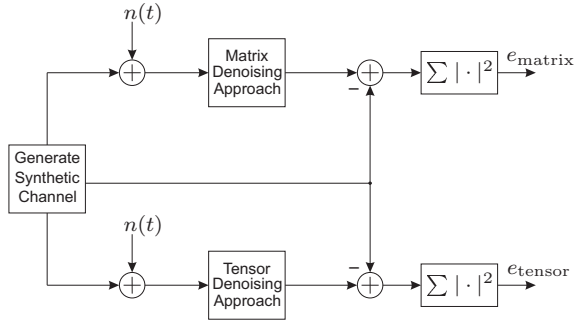 n(t)
Matrix
Denoising
Approach
+
+
−
∑ | · |²
e_matrix
Generate
Synthetic
Channel
n(t)
Tensor
Denoising
Approach
+
−
+
∑ | · |²
e_tensor